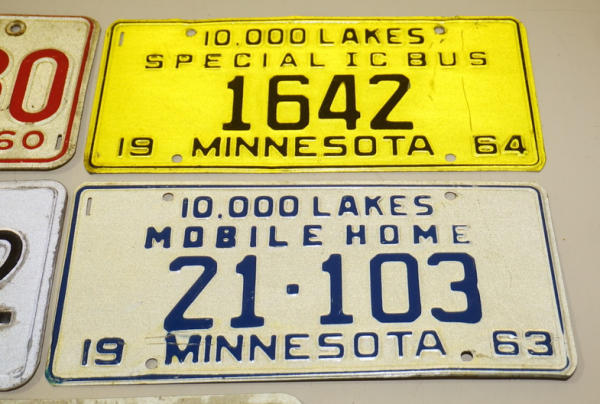 10,000 LAKES
SPECIAL IC BUS
1642
19 MINNESOTA 64
10,000 LAKES
MOBILE HOME
21·103
19 MINNESOTA 63
60